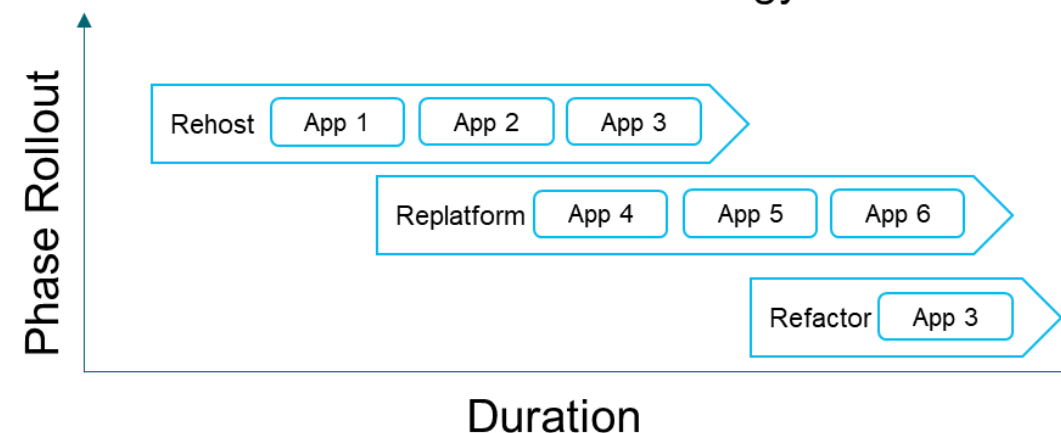 Phase Rollout
Rehost App 1 App 2 App 3
Replatform App 4 App 5 App 6
Refactor App 3
Duration